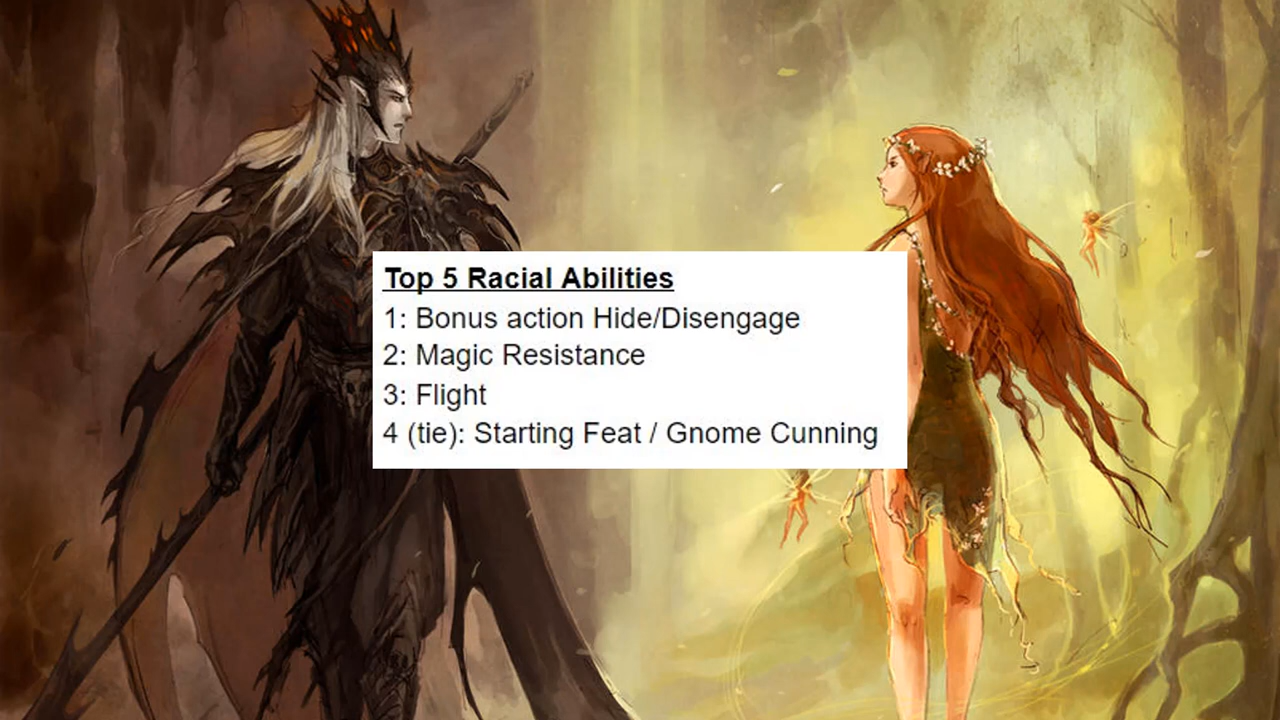 Top 5 Racial Abilities
1: Bonus action Hide/Disengage
2: Magic Resistance
3: Flight
4 (tie): Starting Feat / Gnome Cunning